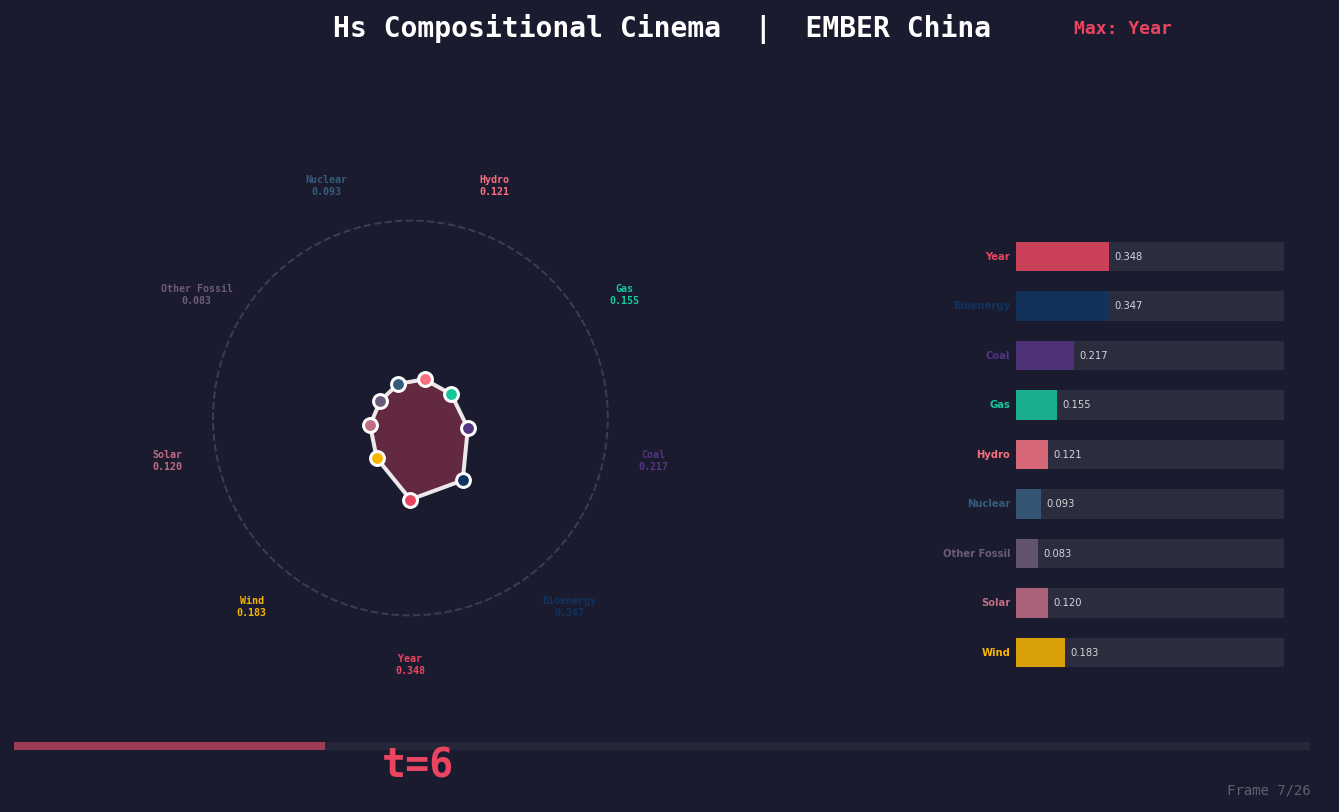 Hs Compositional Cinema | EMBER China
Max: Year
Nuclear
0.093
Hydro
0.121
Other Fossil
0.083
Gas
0.155
Solar
0.120
Coal
0.217
Wind
0.183
Bioenergy
0.347
Year
0.348
Year 0.348
Bioenergy 0.347
Coal 0.217
Gas 0.155
Hydro 0.121
Nuclear 0.093
Other Fossil 0.083
Solar 0.120
Wind 0.183
t=6
Frame 7/26